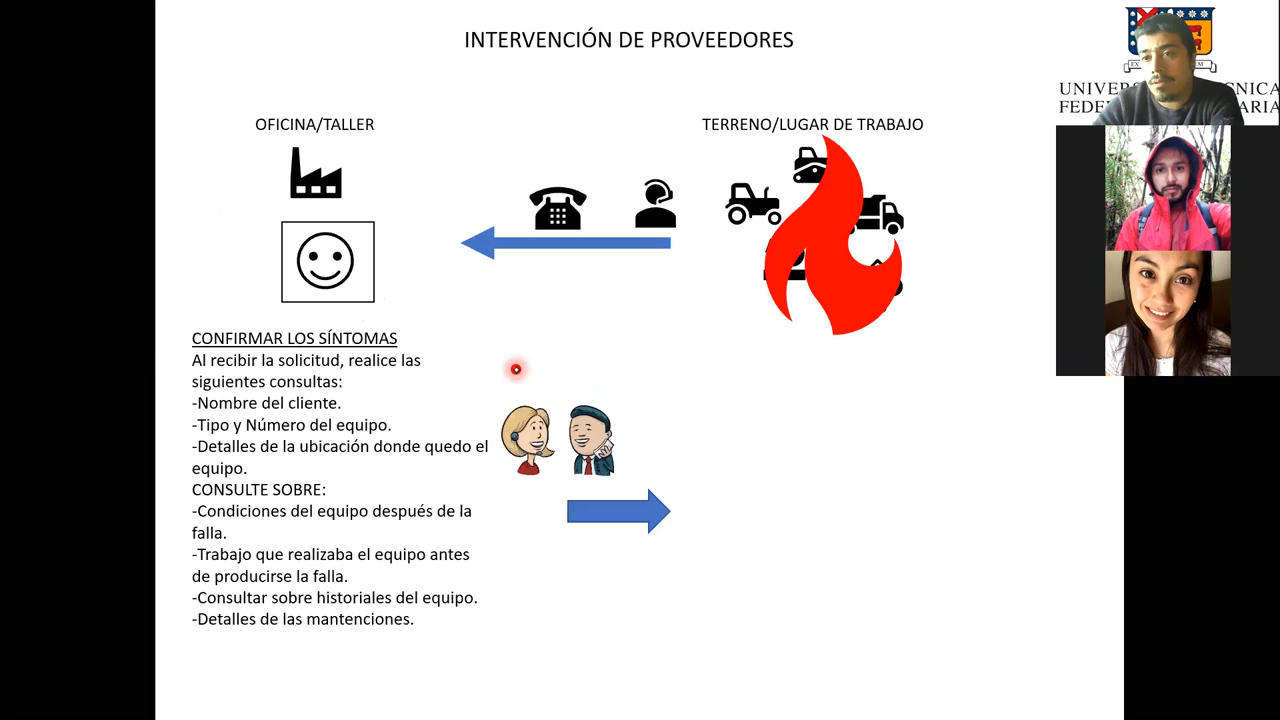 INTERVENCIÓN DE PROVEEDORES
OFICINA/TALLER
TERRENO/LUGAR DE TRABAJO
CONFIRMAR LOS SÍNTOMAS
Al recibir la solicitud, realice las
siguientes consultas:
-Nombre del cliente.
-Tipo y Número del equipo.
-Detalles de la ubicación donde quedo el
equipo.
CONSULTE SOBRE:
-Condiciones del equipo después de la
falla.
-Trabajo que realizaba el equipo antes
de producirse la falla.
-Consultar sobre historiales del equipo.
-Detalles de las mantenciones.